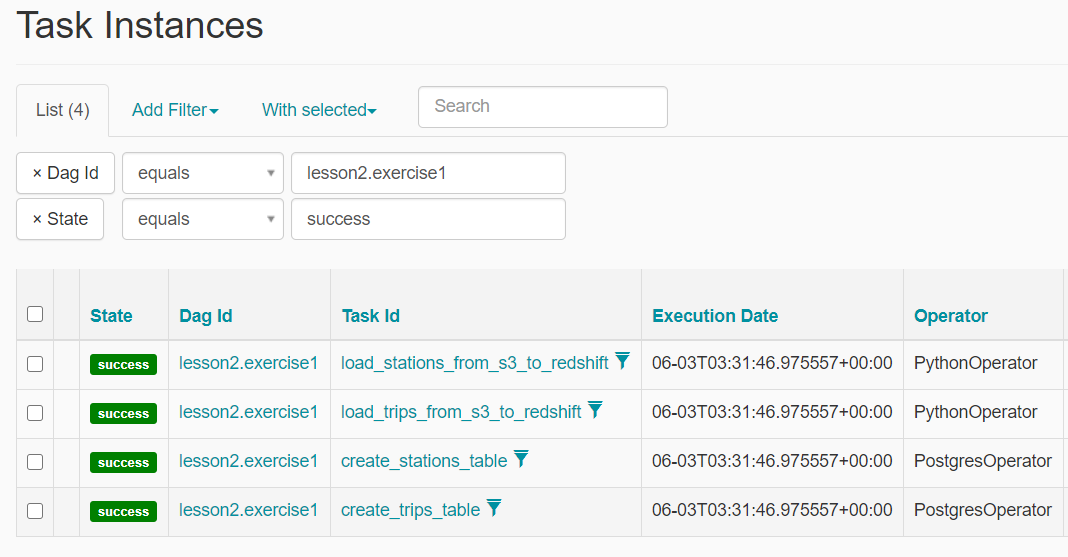 Task Instances
List (4) Add Filter With selected Search
× Dag Id equals lesson2.exercise1
× State equals success
State Dag Id Task Id Execution Date Operator
success lesson2.exercise1 load_stations_from_s3_to_redshift 06-03T03:31:46.975557+00:00 PythonOperator
success lesson2.exercise1 load_trips_from_s3_to_redshift 06-03T03:31:46.975557+00:00 PythonOperator
success lesson2.exercise1 create_stations_table 06-03T03:31:46.975557+00:00 PostgresOperator
success lesson2.exercise1 create_trips_table 06-03T03:31:46.975557+00:00 PostgresOperator